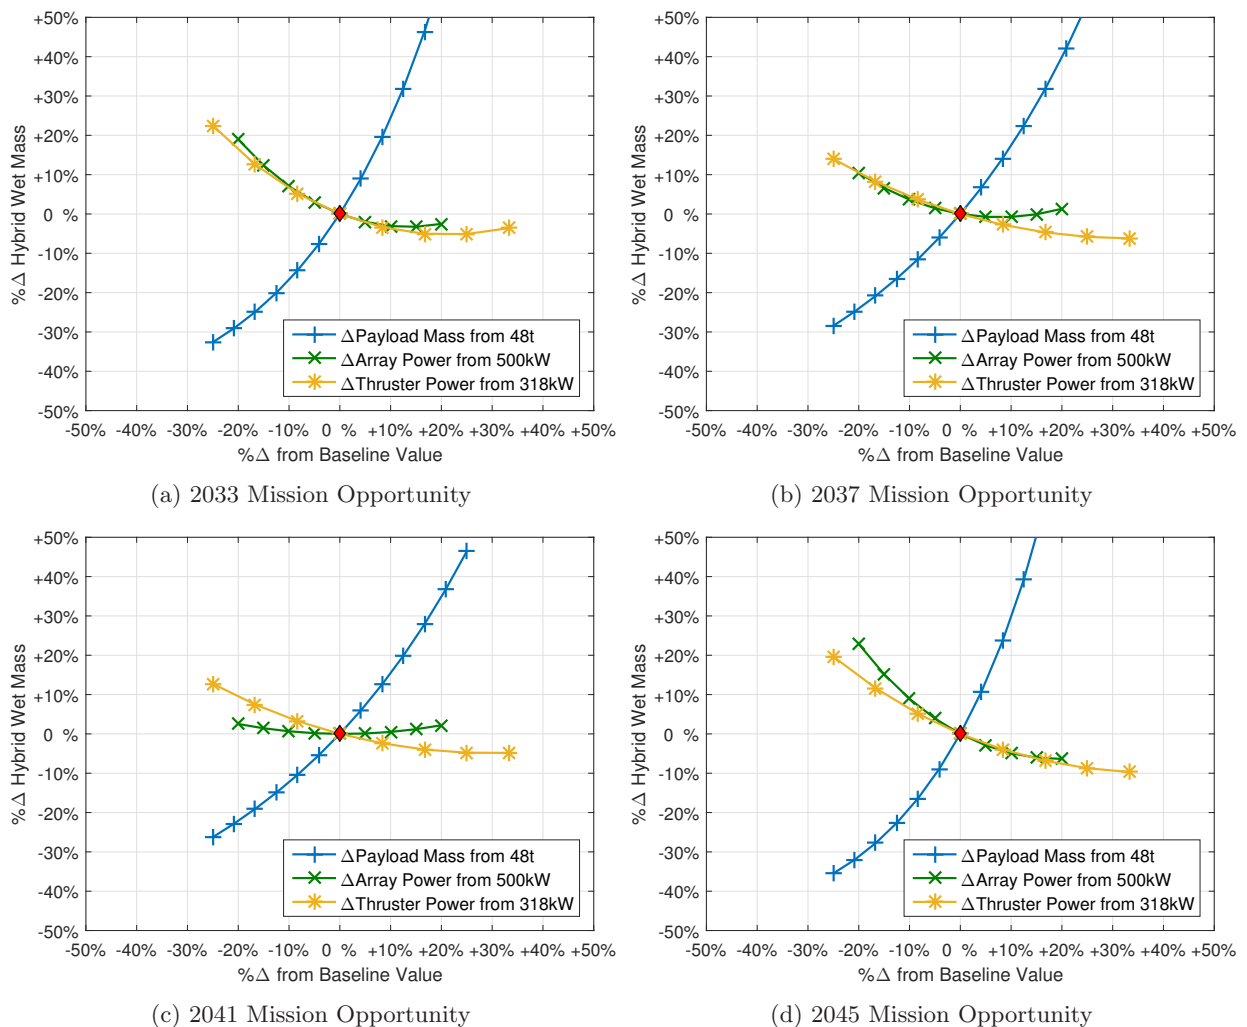 +50%
+40%
+30%
+20%
+10%
0 %
-10%
-20%
-30%
-40%
-50%
%Δ Hybrid Wet Mass
ΔPayload Mass from 48t
ΔArray Power from 500kW
ΔThruster Power from 318kW
-50% -40% -30% -20% -10% 0 % +10% +20% +30% +40% +50%
%Δ from Baseline Value
(a) 2033 Mission Opportunity
+50%
+40%
+30%
+20%
+10%
0 %
-10%
-20%
-30%
-40%
-50%
%Δ Hybrid Wet Mass
ΔPayload Mass from 48t
ΔArray Power from 500kW
ΔThruster Power from 318kW
-50% -40% -30% -20% -10% 0 % +10% +20% +30% +40% +50%
%Δ from Baseline Value
(b) 2037 Mission Opportunity
+50%
+40%
+30%
+20%
+10%
0 %
-10%
-20%
-30%
-40%
-50%
%Δ Hybrid Wet Mass
ΔPayload Mass from 48t
ΔArray Power from 500kW
ΔThruster Power from 318kW
-50% -40% -30% -20% -10% 0 % +10% +20% +30% +40% +50%
%Δ from Baseline Value
(c) 2041 Mission Opportunity
+50%
+40%
+30%
+20%
+10%
0 %
-10%
-20%
-30%
-40%
-50%
%Δ Hybrid Wet Mass
ΔPayload Mass from 48t
ΔArray Power from 500kW
ΔThruster Power from 318kW
-50% -40% -30% -20% -10% 0 % +10% +20% +30% +40% +50%
%Δ from Baseline Value
(d) 2045 Mission Opportunity